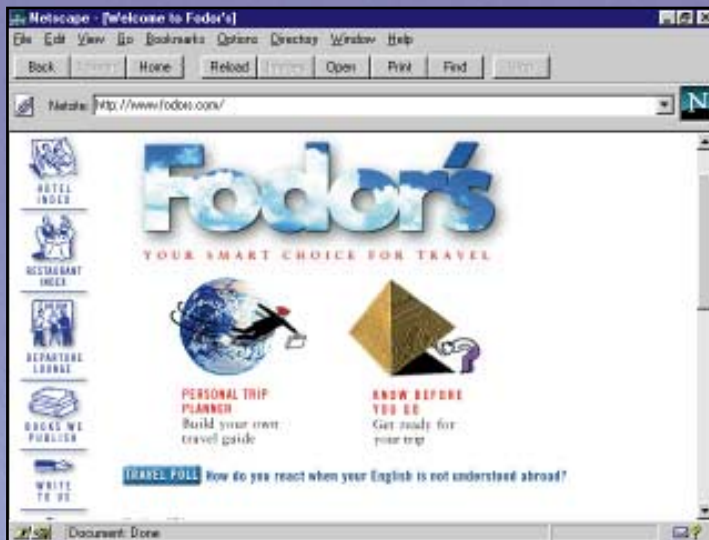 Netscape - [Welcome to Fodor's]
File Edit View Go Bookmarks Options Directory Window Help
Back Home Reload Open Print Find
Netsite: http://www.fodors.com/
N
HOTEL
INDEX
RESTAURANT
INDEX
DEPARTURE
LOUNGE
BOOKS WE
PUBLISH
WRITE
TO US
Fodor's
YOUR SMART CHOICE FOR TRAVEL
PERSONAL TRIP
PLANNER
Build your own
travel guide
KNOW BEFORE
YOU GO
Get ready for
your trip
TRAVEL POLL How do you react when your English is not understood abroad?
Document: Done